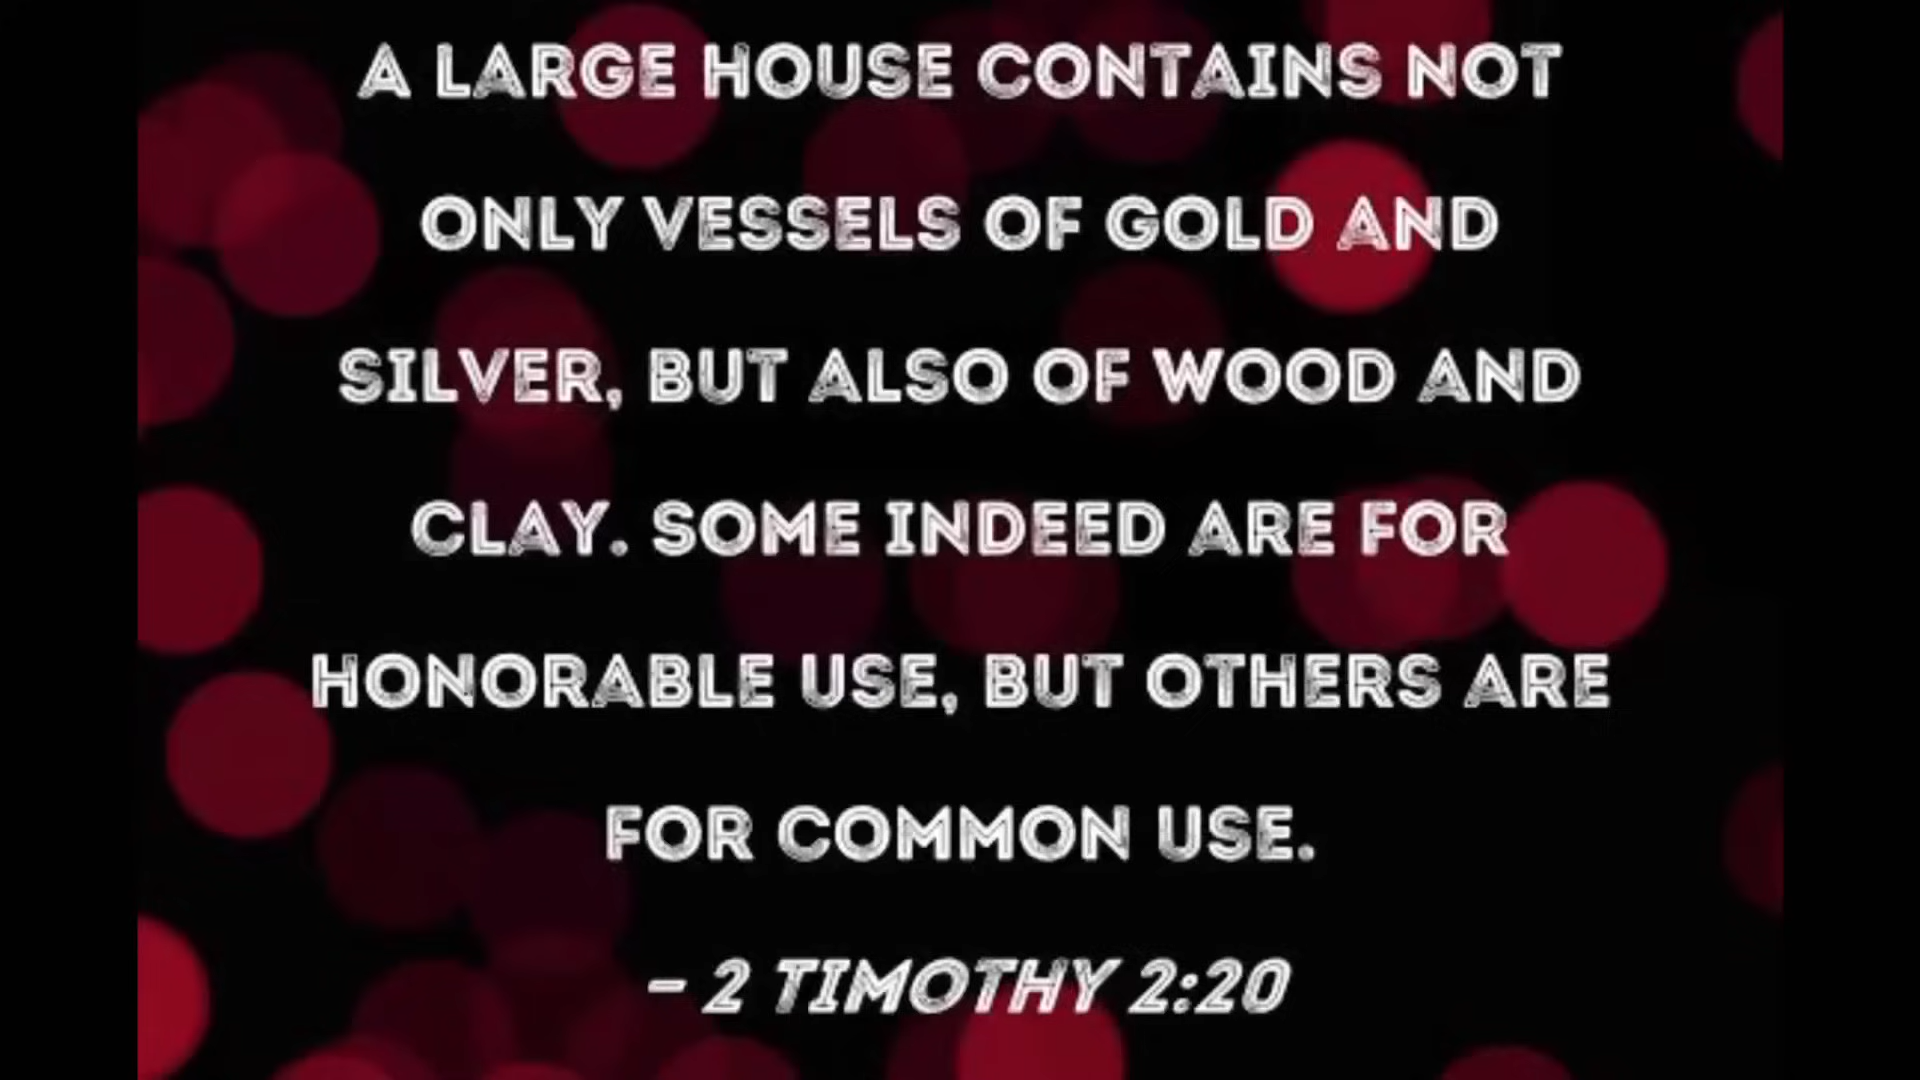 A LARGE HOUSE CONTAINS NOT
ONLY VESSELS OF GOLD AND
SILVER, BUT ALSO OF WOOD AND
CLAY. SOME INDEED ARE FOR
HONORABLE USE, BUT OTHERS ARE
FOR COMMON USE.
– 2 TIMOTHY 2:20